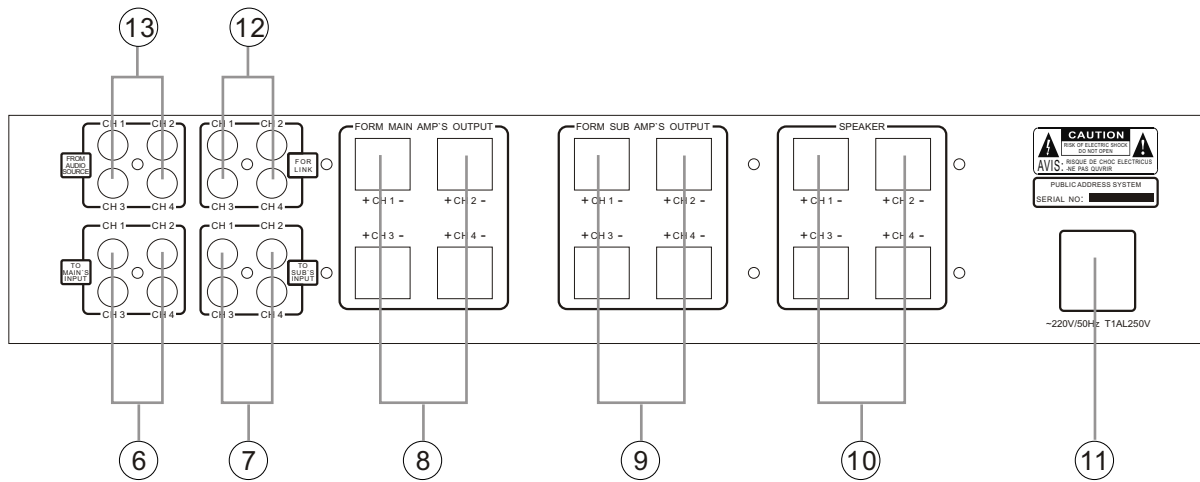 13
12
CH 1 CH 2
FROM
AUDIO
SOURCE
CH 3 CH 4
CH 1 CH 2
FOR
LINK
CH 3 CH 4
CH 1 CH 2
TO
MAIN'S
INPUT
CH 3 CH 4
CH 1 CH 2
TO
SUB'S
INPUT
CH 3 CH 4
FORM MAIN AMP'S OUTPUT
+ CH 1 - + CH 2 -
+ CH 3 - + CH 4 -
FORM SUB AMP'S OUTPUT
+ CH 1 - + CH 2 -
+ CH 3 - + CH 4 -
SPEAKER
+ CH 1 - + CH 2 -
+ CH 3 - + CH 4 -
CAUTION
RISK OF ELECTRIC SHOCK
DO NOT OPEN
AVIS: RISQUE DE CHOC ELECTRICUS
-NE PAS OUVRIR
PUBLIC ADDRESS SYSTEM
SERIAL NO:
~220V/50Hz T1AL250V
6
7
8
9
10
11